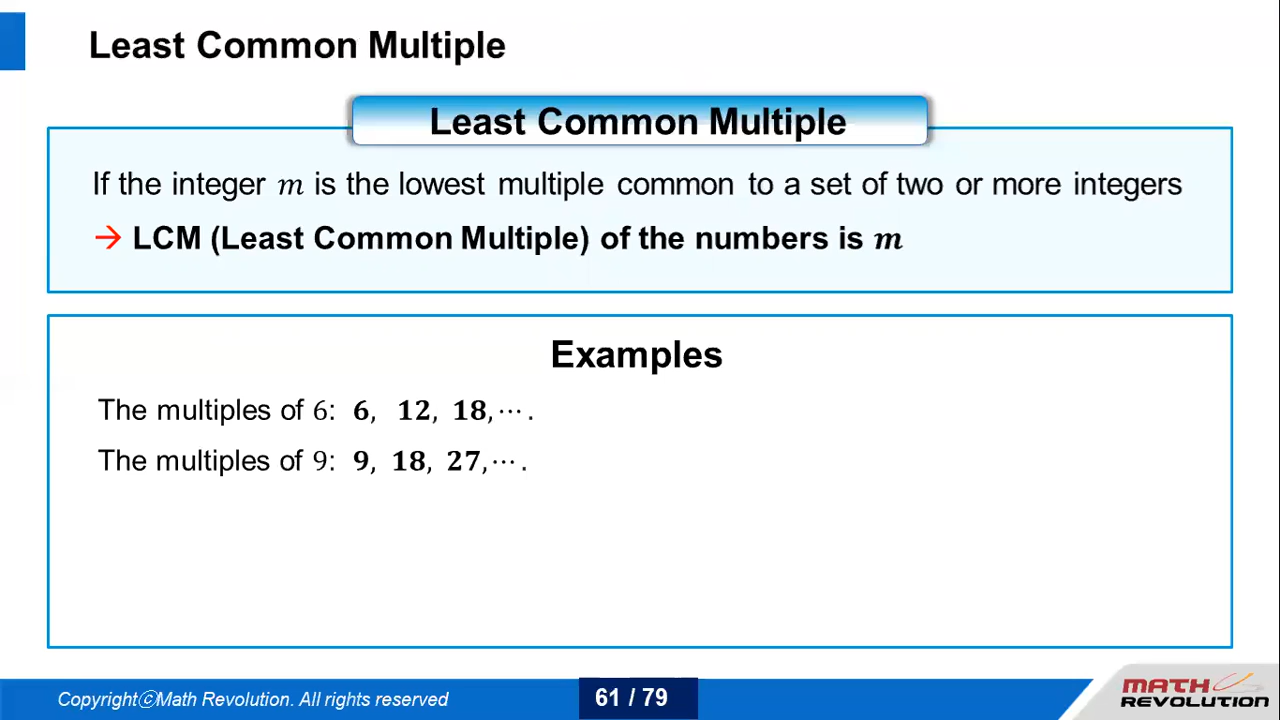 Least Common Multiple
Least Common Multiple
If the integer m is the lowest multiple common to a set of two or more integers
→ LCM (Least Common Multiple) of the numbers is m
Examples
The multiples of 6: 6, 12, 18,⋯.
The multiples of 9: 9, 18, 27,⋯.
CopyrightⓒMath Revolution. All rights reserved
61 / 79
MATH
REVOLUTION